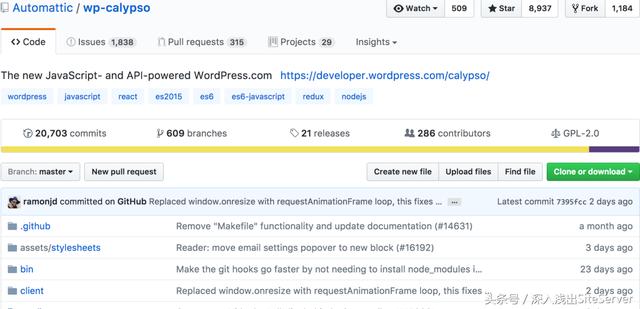 Automattic / wp-calypso Watch 509 Star 8,937 Fork 1,184
Code Issues 1,838 Pull requests 315 Projects 29 Insights
The new JavaScript- and API-powered WordPress.com https://developer.wordpress.com/calypso/
wordpress javascript react es2015 es6 es6-javascript redux nodejs
20,703 commits 609 branches 21 releases 286 contributors GPL-2.0
Branch: master New pull request Create new file Upload files Find file Clone or download
ramonjd committed on GitHub Replaced window.onresize with requestAnimationFrame loop, this fixes … ... Latest commit 7395fcc 2 days ago
.github Remove "Makefile" functionality and update documentation (#14631) a month ago
assets/stylesheets Reader: move email settings popover to new block (#16192) 3 days ago
bin Make the git hooks go faster by not needing to install node_modules i… 23 days ago
client Replaced window.onresize with requestAnimationFrame loop, this fixes s… 2 days ago
头条号 / 深入浅出SiteServer